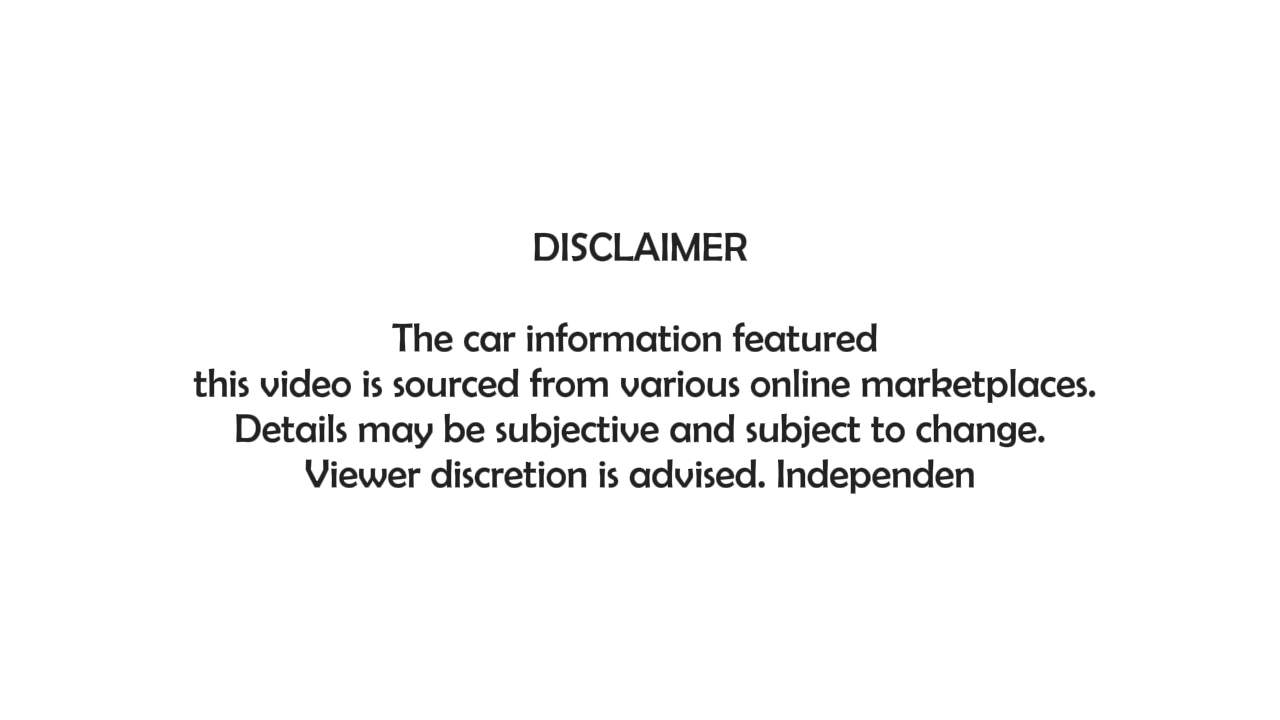 DISCLAIMER
The car information featured
this video is sourced from various online marketplaces.
Details may be subjective and subject to change.
Viewer discretion is advised. Independen